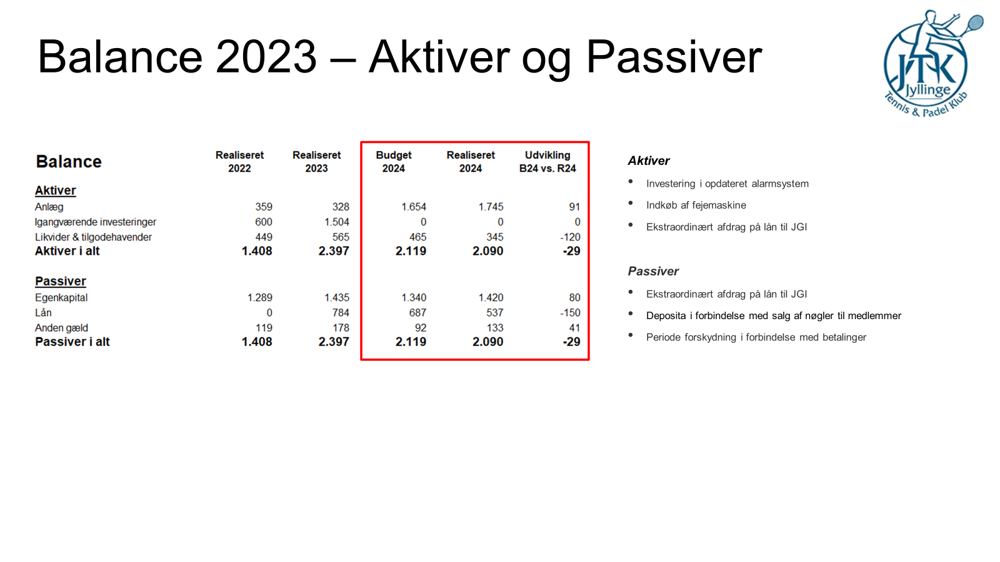 Balance 2023 – Aktiver og Passiver
JTK
Jyllinge
Tennis & Padel Klub
Balance Realiseret 2022 Realiseret 2023 Budget 2024 Realiseret 2024 Udvikling B24 vs. R24
Aktiver
Anlæg 359 328 1.654 1.745 91
Igangværende investeringer 600 1.504 0 0 0
Likvider & tilgodehavender 449 565 465 345 -120
Aktiver i alt 1.408 2.397 2.119 2.090 -29
Passiver
Egenkapital 1.289 1.435 1.340 1.420 80
Lån 0 784 687 537 -150
Anden gæld 119 178 92 133 41
Passiver i alt 1.408 2.397 2.119 2.090 -29
Aktiver
• Investering i opdateret alarmsystem
• Indkøb af fejemaskine
• Ekstraordinært afdrag på lån til JGI
Passiver
• Ekstraordinært afdrag på lån til JGI
• Deposita i forbindelse med salg af nøgler til medlemmer
• Periode forskydning i forbindelse med betalinger